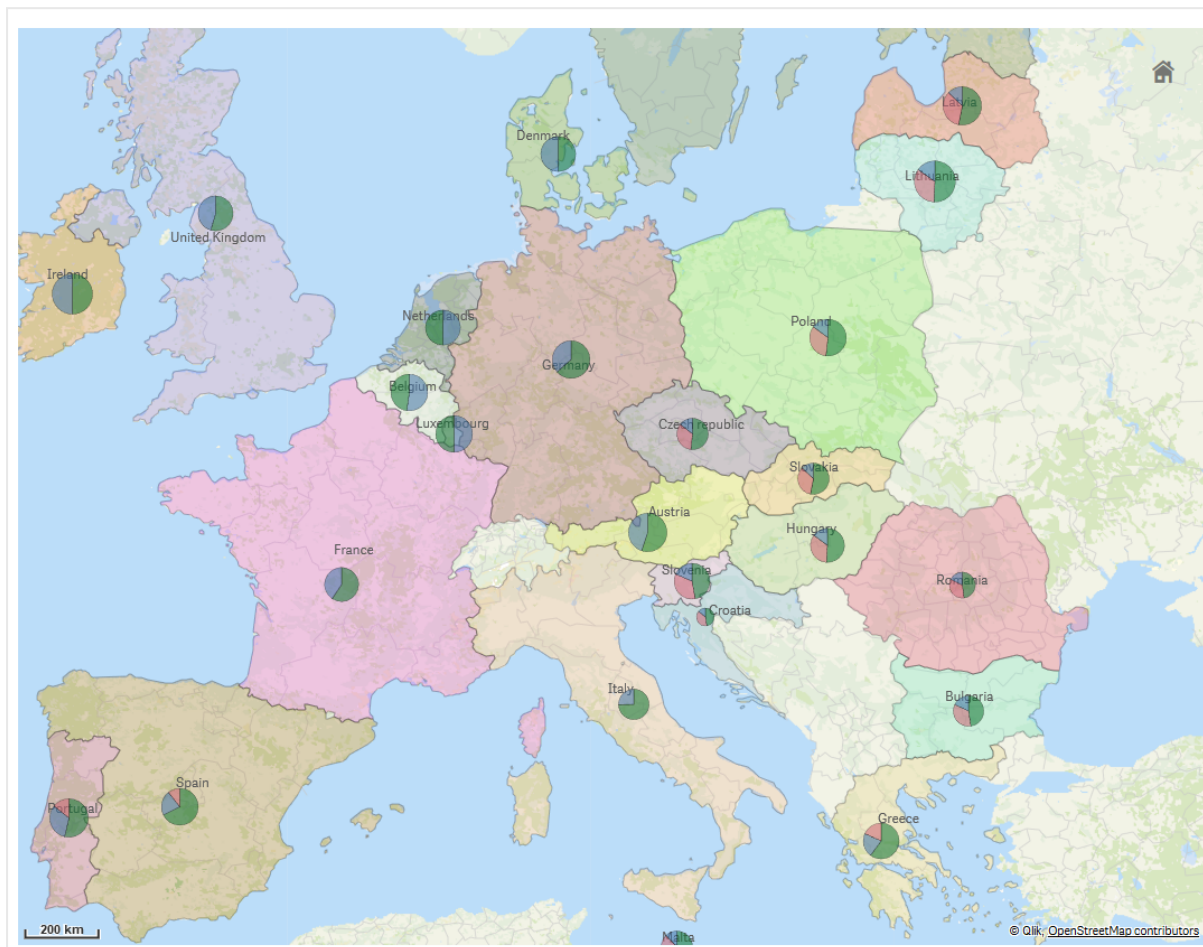 Latvia
Denmark
Lithuania
United Kingdom
Ireland
Netherlands
Poland
Germany
Belgium
Luxembourg
Czech republic
Slovakia
Austria
Hungary
France
Slovenia
Romania
Croatia
Italy
Bulgaria
Spain
Portugal
Greece
200 km
© Qlik, OpenStreetMap contributors
Malta